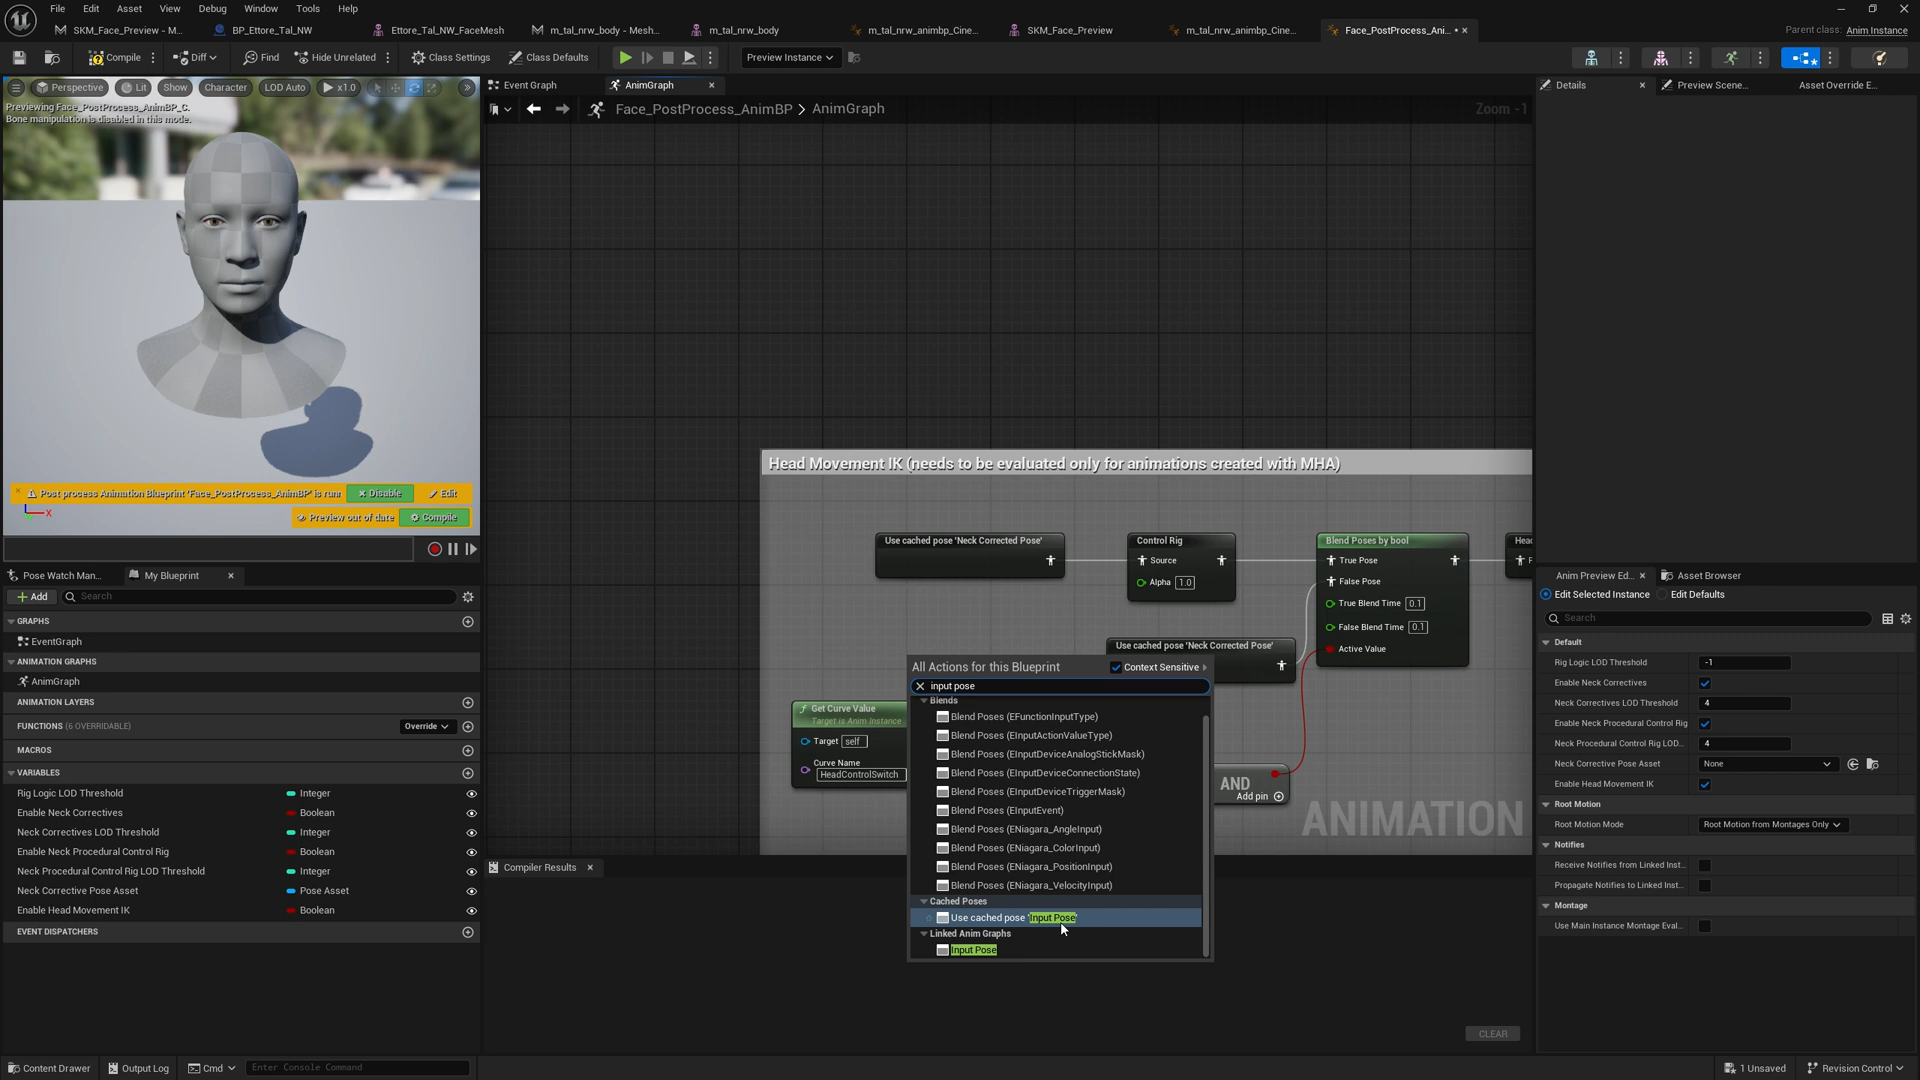 File Edit Asset View Debug Window Tools Help
SKM_Face_Preview - M...
BP_Ettore_Tal_NW
Ettore_Tal_NW_FaceMesh
m_tal_nrw_body - Mesh...
m_tal_nrw_body
m_tal_nrw_animbp_Cine...
SKM_Face_Preview
m_tal_nrw_animbp_Cine...
Face_PostProcess_Ani...
Parent class: Anim Instance
Compile
Diff
Find
Hide Unrelated
Class Settings
Class Defaults
Preview Instance
Perspective Lit Show Character LOD Auto x1.0
Previewing Face_PostProcess_AnimBP_C.
Bone manipulation is disabled in this mode.
Post process Animation Blueprint 'Face_PostProcess_AnimBP' is runi
Disable
Edit
X
Preview out of date
Compile
Pose Watch Man...
My Blueprint
Add
Search
GRAPHS
EventGraph
ANIMATION GRAPHS
AnimGraph
ANIMATION LAYERS
FUNCTIONS (6 OVERRIDABLE)
Override
MACROS
VARIABLES
Rig Logic LOD Threshold Integer
Enable Neck Correctives Boolean
Neck Correctives LOD Threshold Integer
Enable Neck Procedural Control Rig Boolean
Neck Procedural Control Rig LOD Threshold Integer
Neck Corrective Pose Asset Pose Asset
Enable Head Movement IK Boolean
EVENT DISPATCHERS
Event Graph
AnimGraph
Face_PostProcess_AnimBP > AnimGraph
Zoom -1
Head Movement IK (needs to be evaluated only for animations created with MHA)
Use cached pose 'Neck Corrected Pose'
Control Rig
Source
Alpha 1.0
Blend Poses by bool
True Pose
False Pose
True Blend Time 0.1
False Blend Time 0.1
Active Value
Head
Use cached pose 'Neck Corrected Pose'
Get Curve Value
Target is Anim Instance
Target self
Curve Name
HeadControlSwitch
AND
Add pin
ANIMATION
All Actions for this Blueprint
Context Sensitive
input pose
Blends
Blend Poses (EFunctionInputType)
Blend Poses (EInputActionValueType)
Blend Poses (EInputDeviceAnalogStickMask)
Blend Poses (EInputDeviceConnectionState)
Blend Poses (EInputDeviceTriggerMask)
Blend Poses (EInputEvent)
Blend Poses (ENiagara_AngleInput)
Blend Poses (ENiagara_ColorInput)
Blend Poses (ENiagara_PositionInput)
Blend Poses (ENiagara_VelocityInput)
Cached Poses
Use cached pose 'Input Pose'
Linked Anim Graphs
Input Pose
Compiler Results
CLEAR
Details
Preview Scene...
Asset Override E...
Anim Preview Ed...
Asset Browser
Edit Selected Instance
Edit Defaults
Search
Default
Rig Logic LOD Threshold -1
Enable Neck Correctives
Neck Correctives LOD Threshold 4
Enable Neck Procedural Control Rig
Neck Procedural Control Rig LOD... 4
Neck Corrective Pose Asset None
Enable Head Movement IK
Root Motion
Root Motion Mode Root Motion from Montages Only
Notifies
Receive Notifies from Linked Inst...
Propagate Notifies to Linked Inst...
Montage
Use Main Instance Montage Eval...
Content Drawer
Output Log
Cmd
Enter Console Command
1 Unsaved
Revision Control